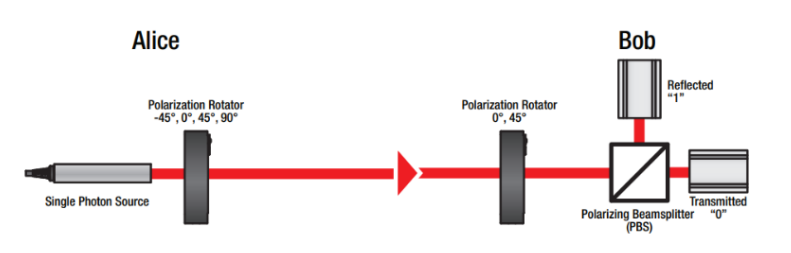 Alice
Bob
Reflected
“1”
Polarization Rotator
-45°, 0°, 45°, 90°
Polarization Rotator
0°, 45°
Single Photon Source
Transmitted
“0”
Polarizing Beamsplitter
(PBS)